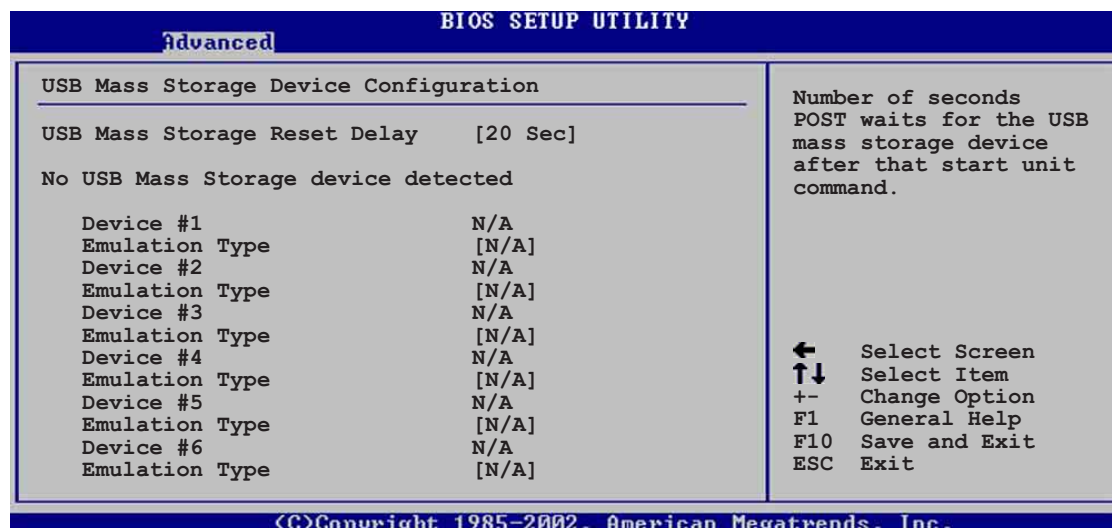 BIOS SETUP UTILITY
Advanced
USB Mass Storage Device Configuration
USB Mass Storage Reset Delay [20 Sec]
No USB Mass Storage device detected
Device #1 N/A
Emulation Type [N/A]
Device #2 N/A
Emulation Type [N/A]
Device #3 N/A
Emulation Type [N/A]
Device #4 N/A
Emulation Type [N/A]
Device #5 N/A
Emulation Type [N/A]
Device #6 N/A
Emulation Type [N/A]
Number of seconds
POST waits for the USB
mass storage device
after that start unit
command.
← Select Screen
↑↓ Select Item
+- Change Option
F1 General Help
F10 Save and Exit
ESC Exit
(C)Copyright 1985-2002, American Megatrends, Inc.